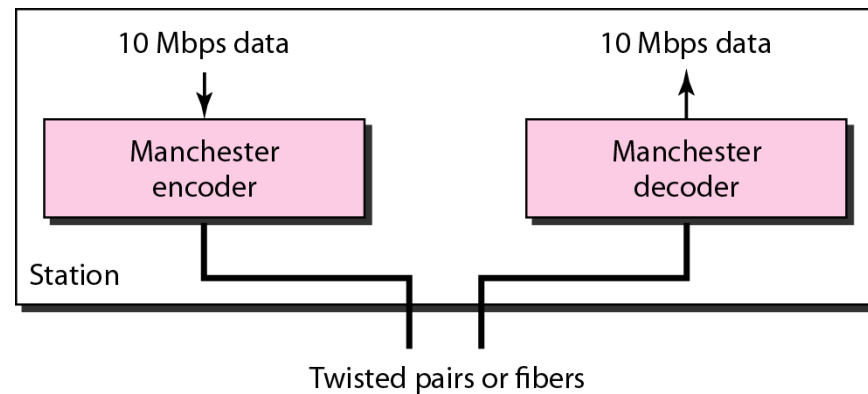 10 Mbps data
10 Mbps data
Manchester
encoder
Manchester
decoder
Station
Twisted pairs or fibers